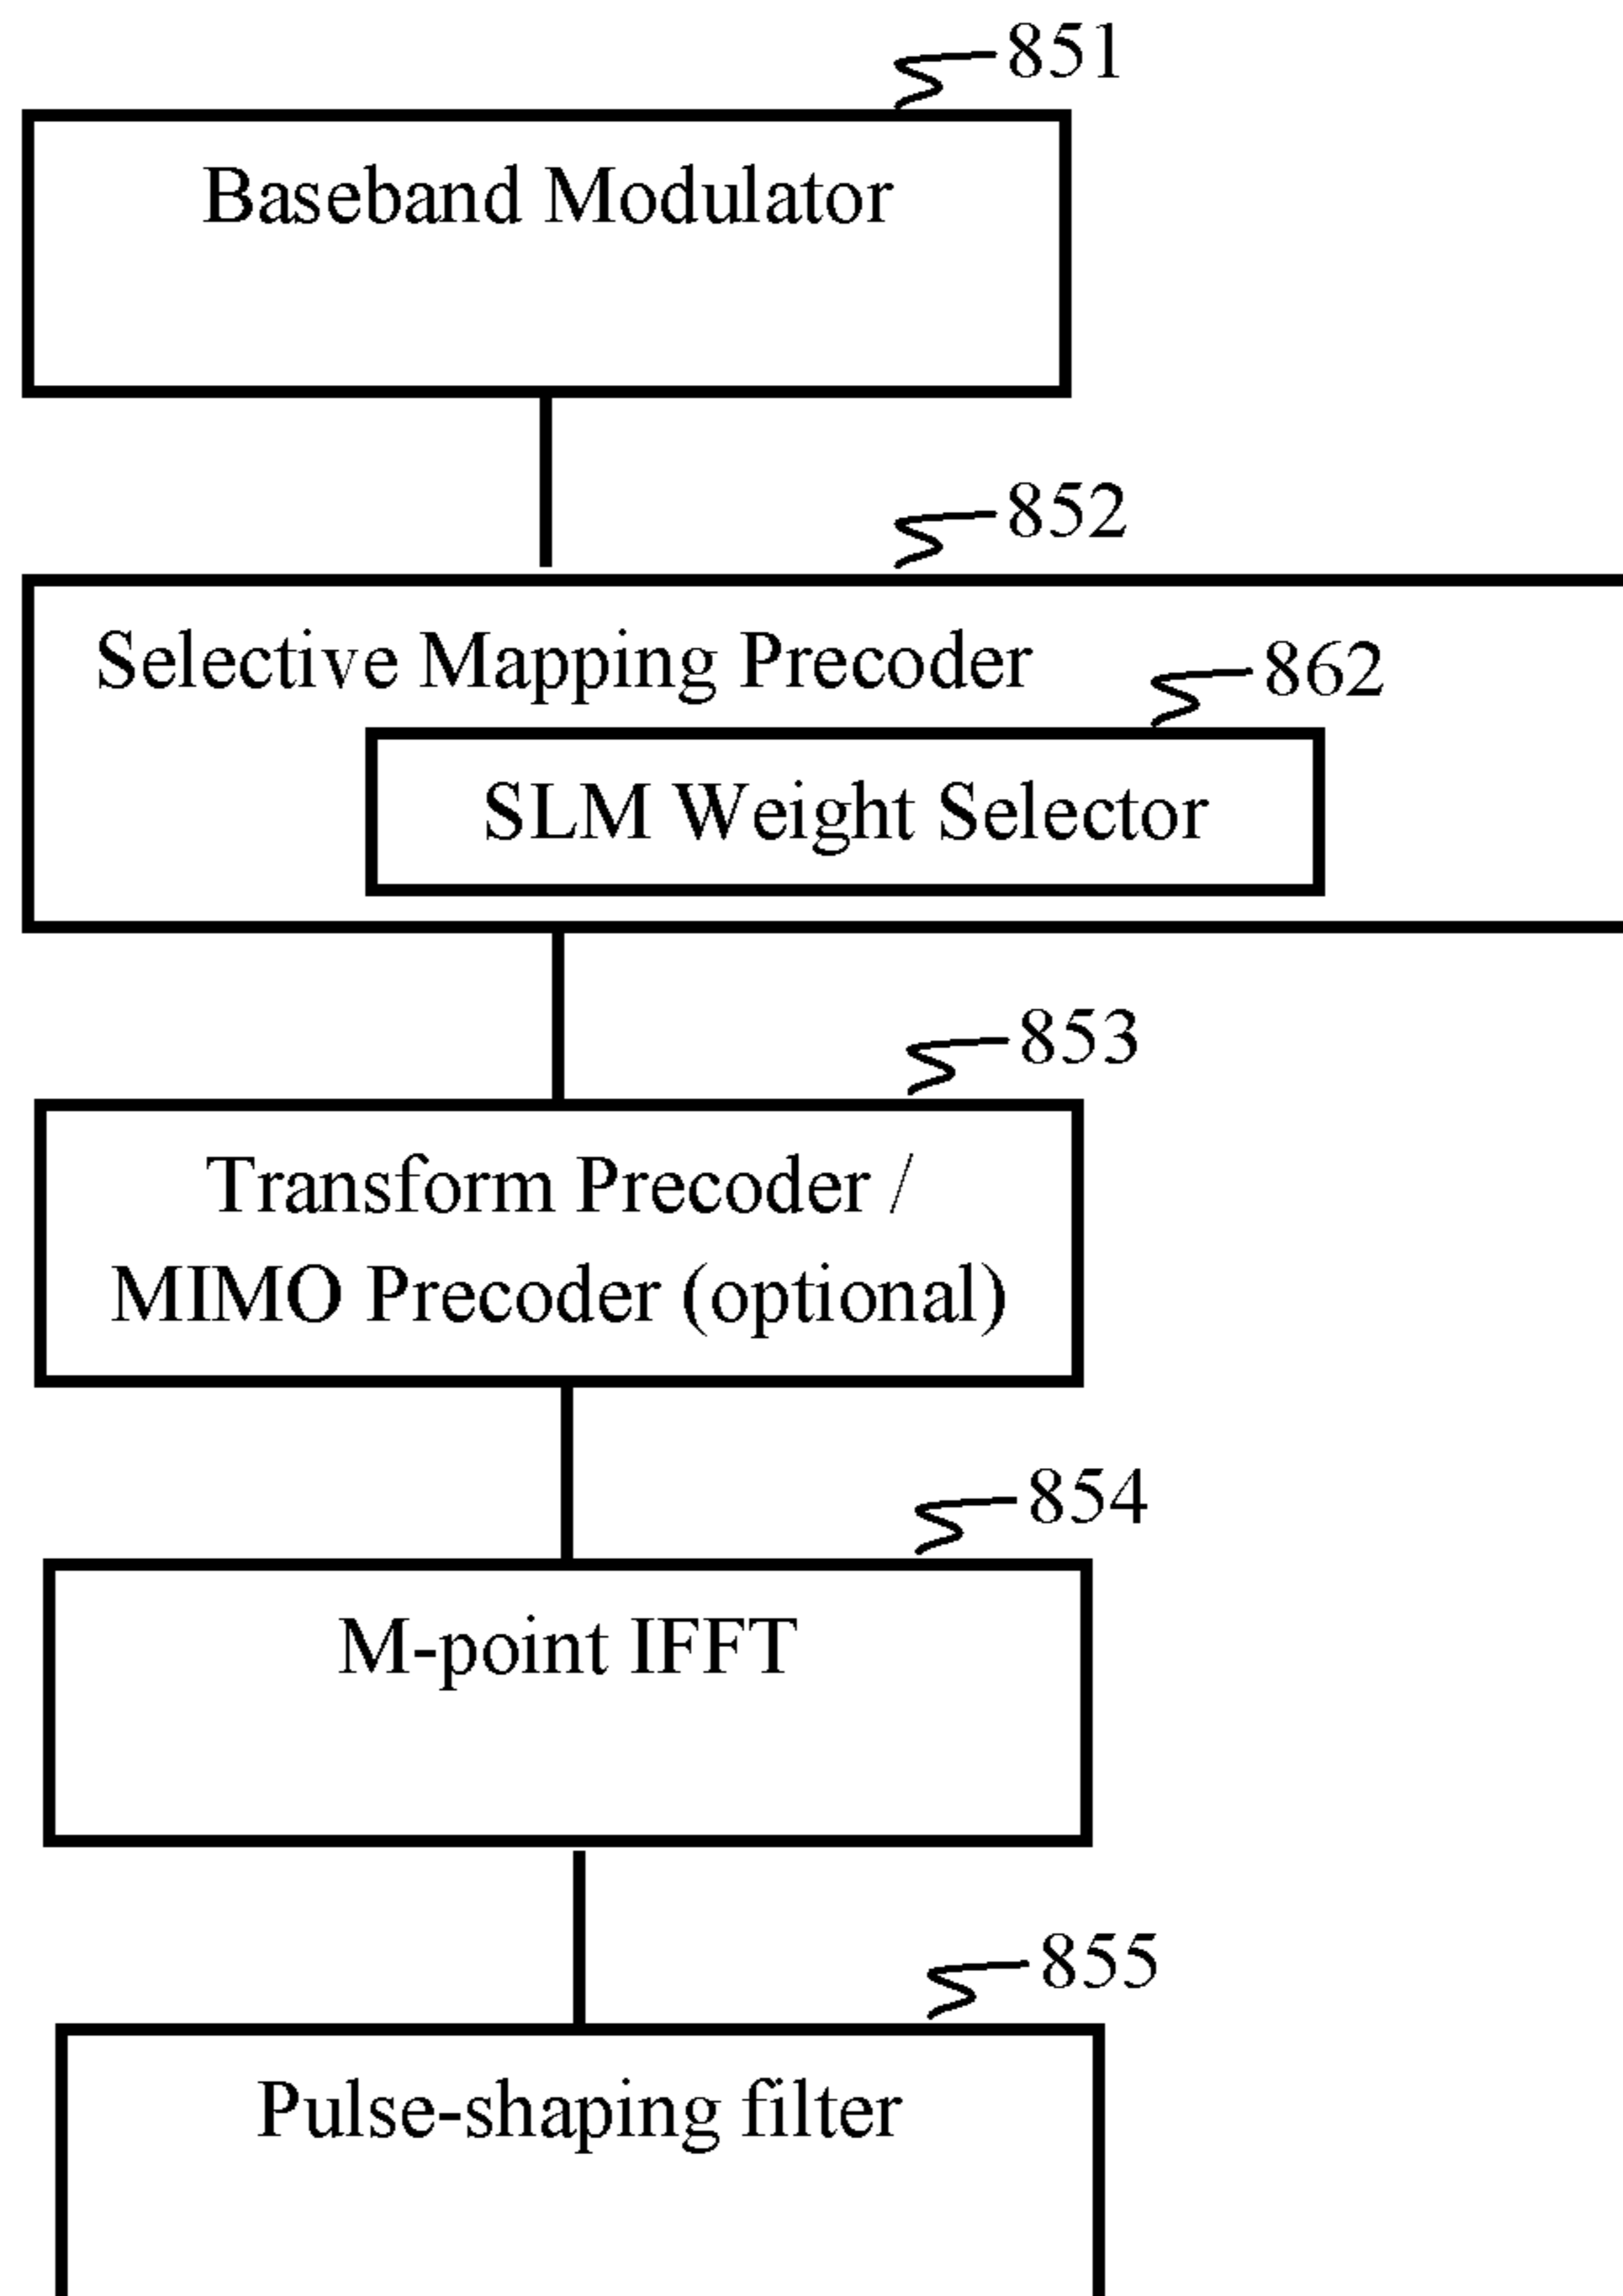 851
Baseband Modulator
852
Selective Mapping Precoder
862
SLM Weight Selector
853
Transform Precoder /
MIMO Precoder (optional)
854
M-point IFFT
855
Pulse-shaping filter